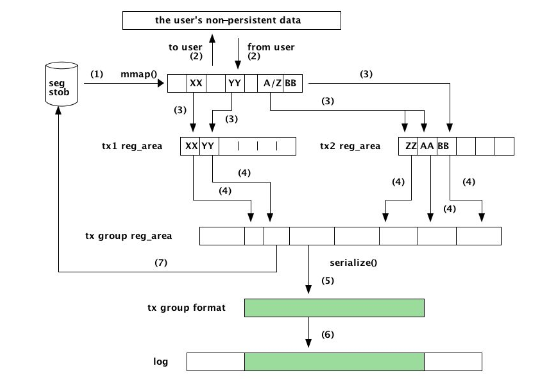 the user's non-persistent data
to user
(2)
from user
(2)
seg
stob
(1)
mmap()
XX
YY
A/Z
BB
(3)
(3)
(3)
(3)
tx1 reg_area
XX
YY
tx2 reg_area
ZZ
AA
BB
(4)
(4)
(4)
(4)
(4)
tx group reg_area
(7)
serialize()
(5)
tx group format
(6)
log